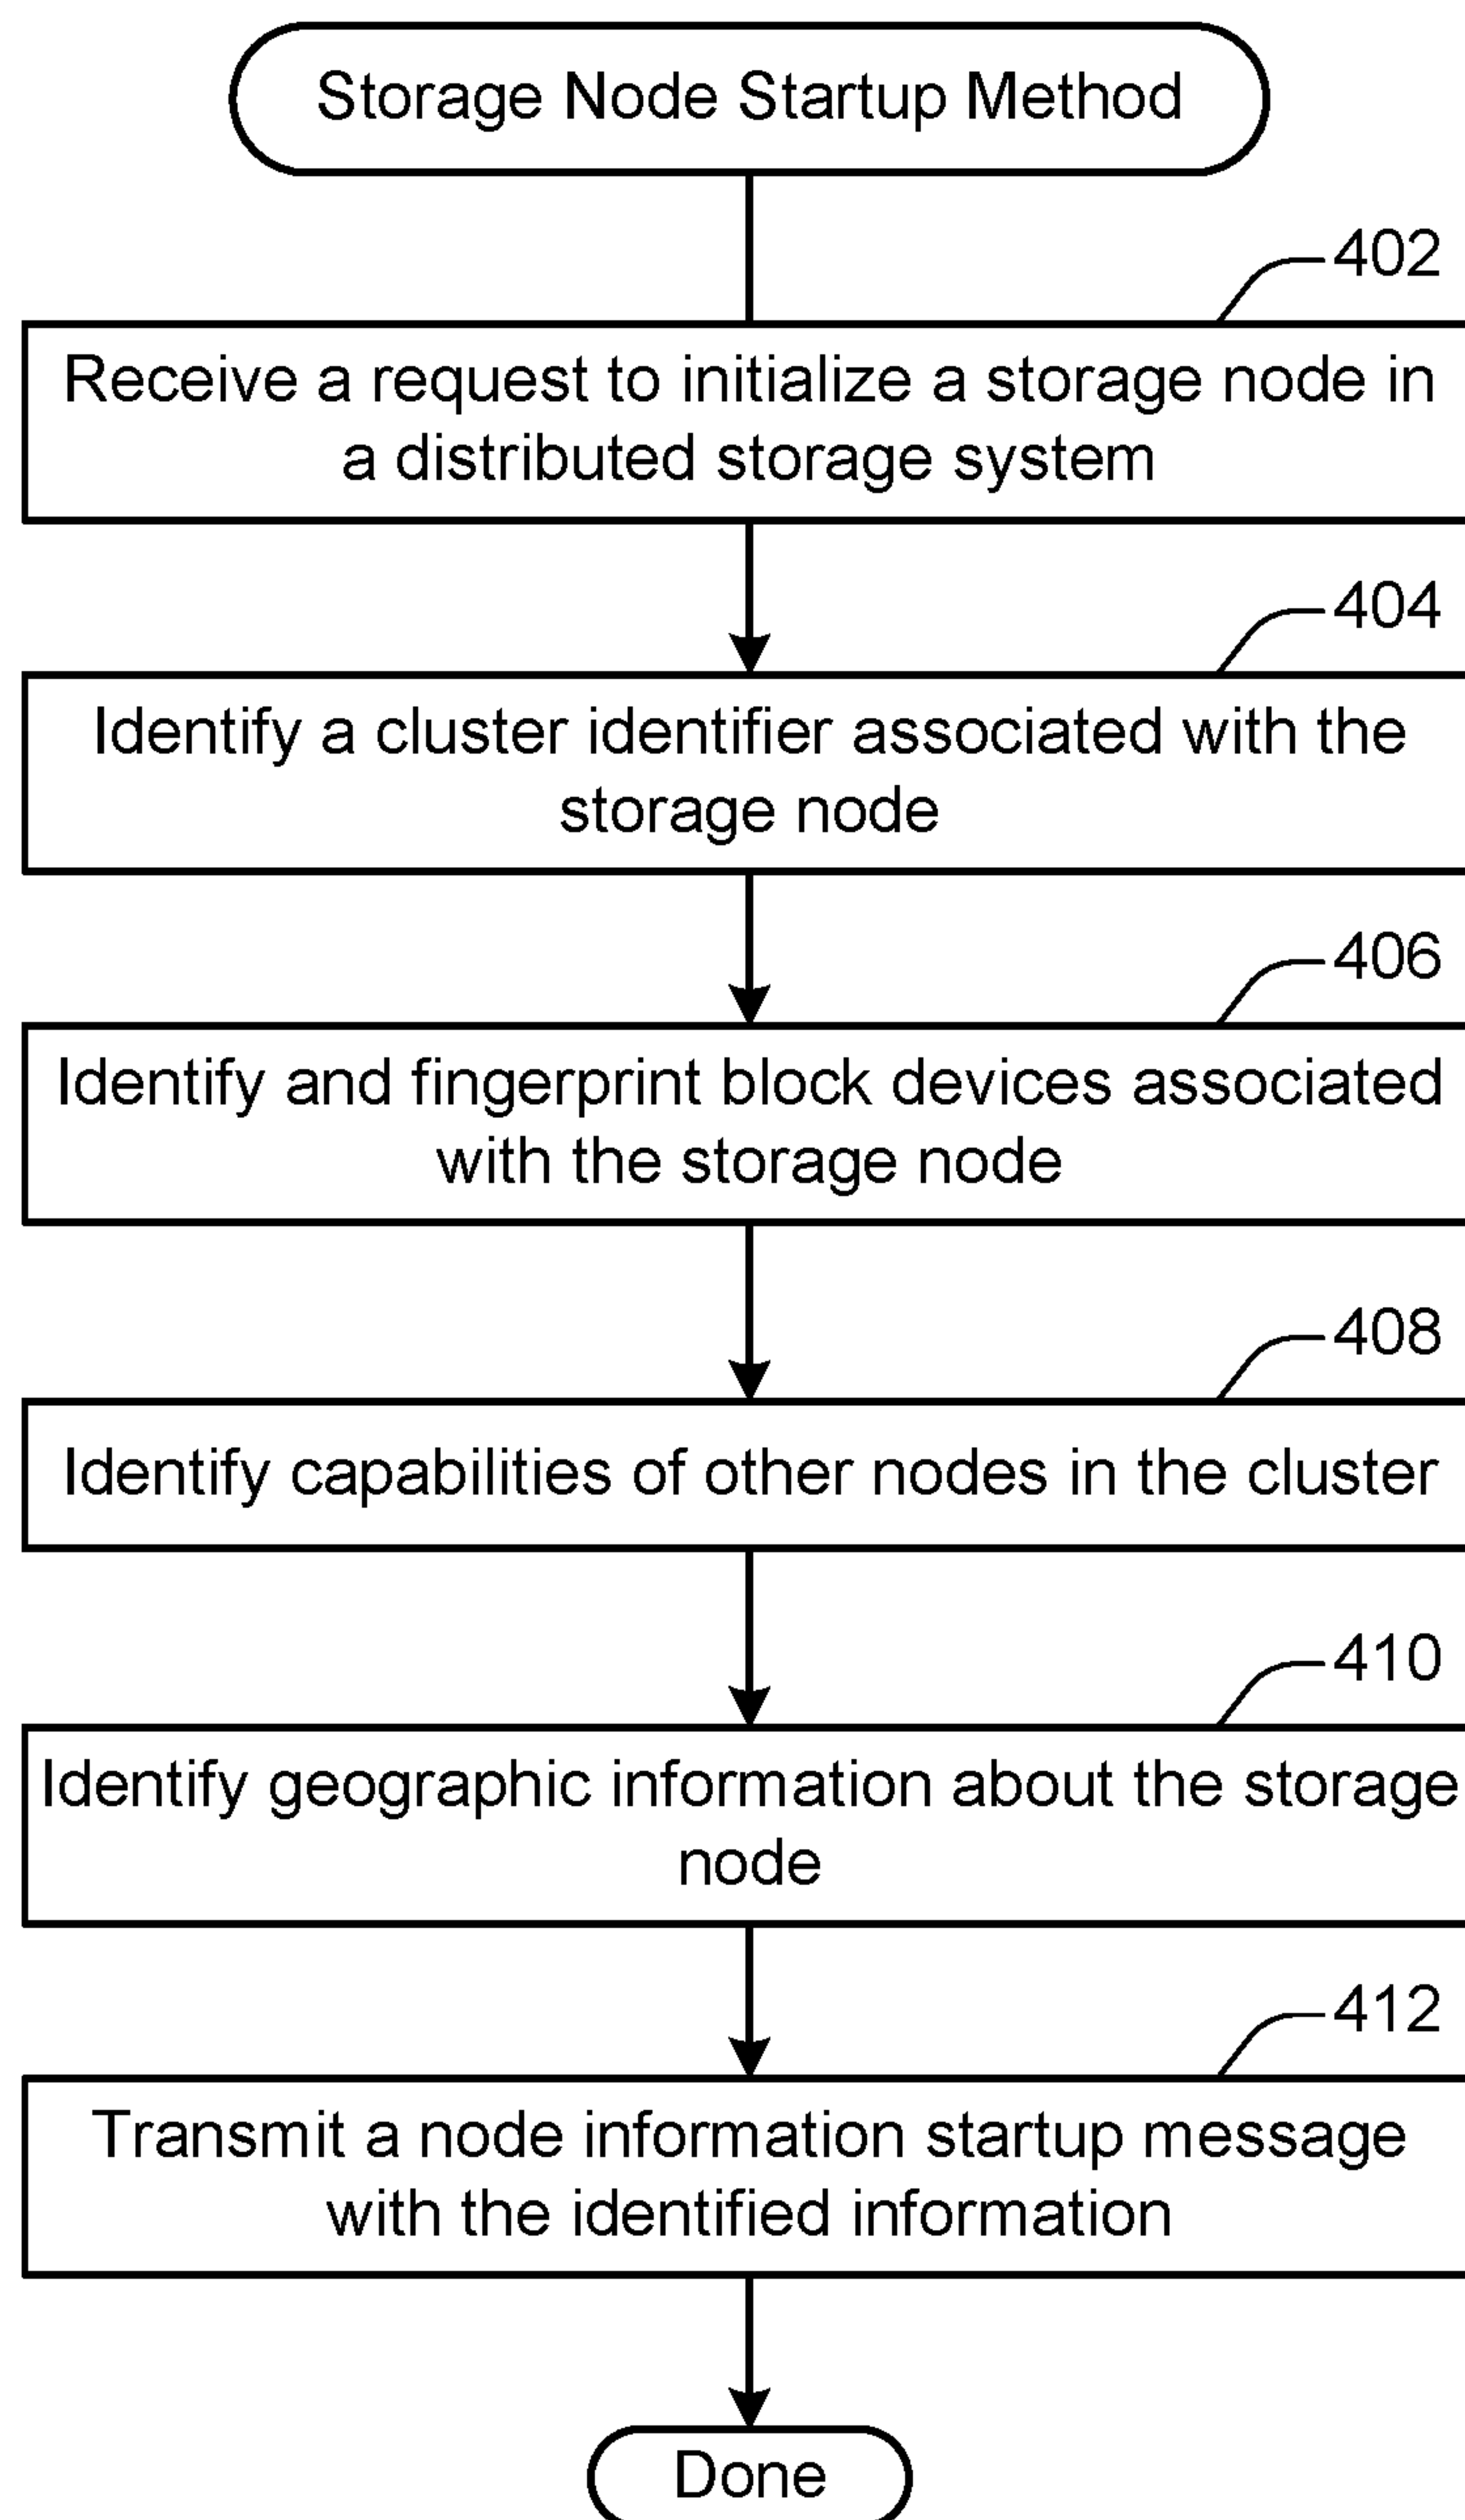 Storage Node Startup Method
402
Receive a request to initialize a storage node in
a distributed storage system
404
Identify a cluster identifier associated with the
storage node
406
Identify and fingerprint block devices associated
with the storage node
408
Identify capabilities of other nodes in the cluster
410
Identify geographic information about the storage
node
412
Transmit a node information startup message
with the identified information
Done